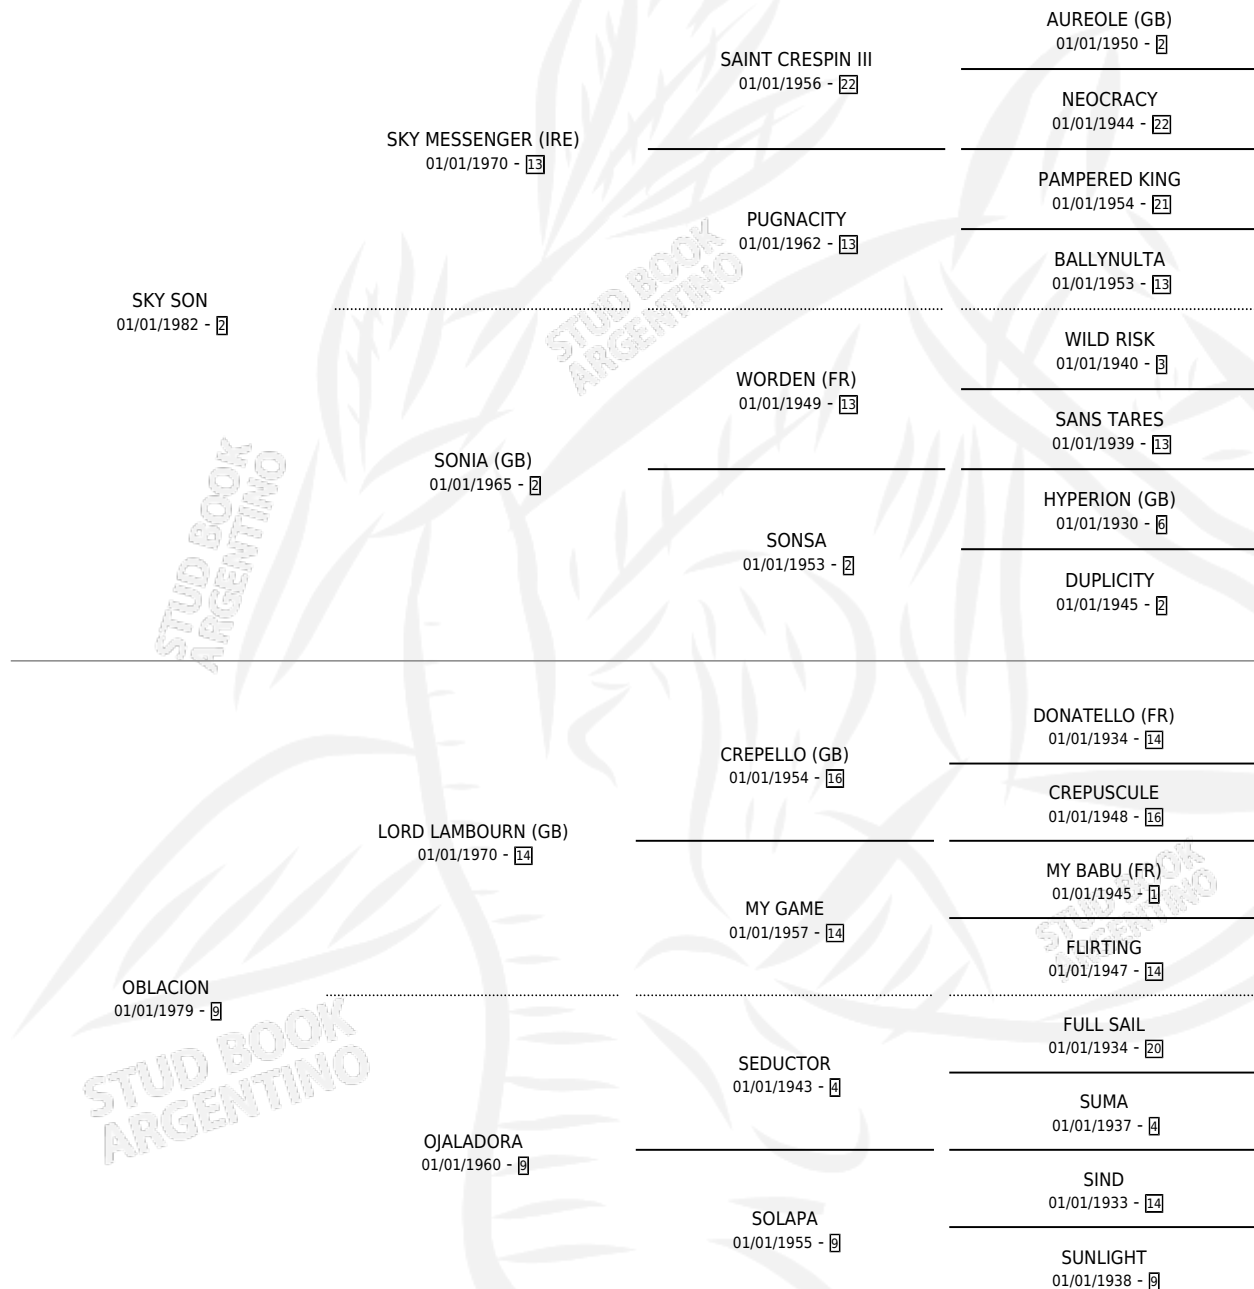 SKY SON
01/01/1982 - 2
SKY MESSENGER (IRE)
01/01/1970 - 13
SAINT CRESPIN III
01/01/1956 - 22
AUREOLE (GB)
01/01/1950 - 2
NEOCRACY
01/01/1944 - 22
PUGNACITY
01/01/1962 - 13
PAMPERED KING
01/01/1954 - 21
BALLYNULTA
01/01/1953 - 13
SONIA (GB)
01/01/1965 - 2
WORDEN (FR)
01/01/1949 - 13
WILD RISK
01/01/1940 - 3
SANS TARES
01/01/1939 - 13
SONSA
01/01/1953 - 2
HYPERION (GB)
01/01/1930 - 6
DUPLICITY
01/01/1945 - 2
OBLACION
01/01/1979 - 9
LORD LAMBOURN (GB)
01/01/1970 - 14
CREPELLO (GB)
01/01/1954 - 16
DONATELLO (FR)
01/01/1934 - 14
CREPUSCULE
01/01/1948 - 16
MY GAME
01/01/1957 - 14
MY BABU (FR)
01/01/1945 - 1
FLIRTING
01/01/1947 - 14
OJALADORA
01/01/1960 - 9
SEDUCTOR
01/01/1943 - 4
FULL SAIL
01/01/1934 - 20
SUMA
01/01/1937 - 4
SOLAPA
01/01/1955 - 9
SIND
01/01/1933 - 14
SUNLIGHT
01/01/1938 - 9
STUD BOOK
ARGENTINO
STUD BOOK
ARGENTINO
STUD BOOK
ARGENTINO
STUD BOOK
ARGENTINO